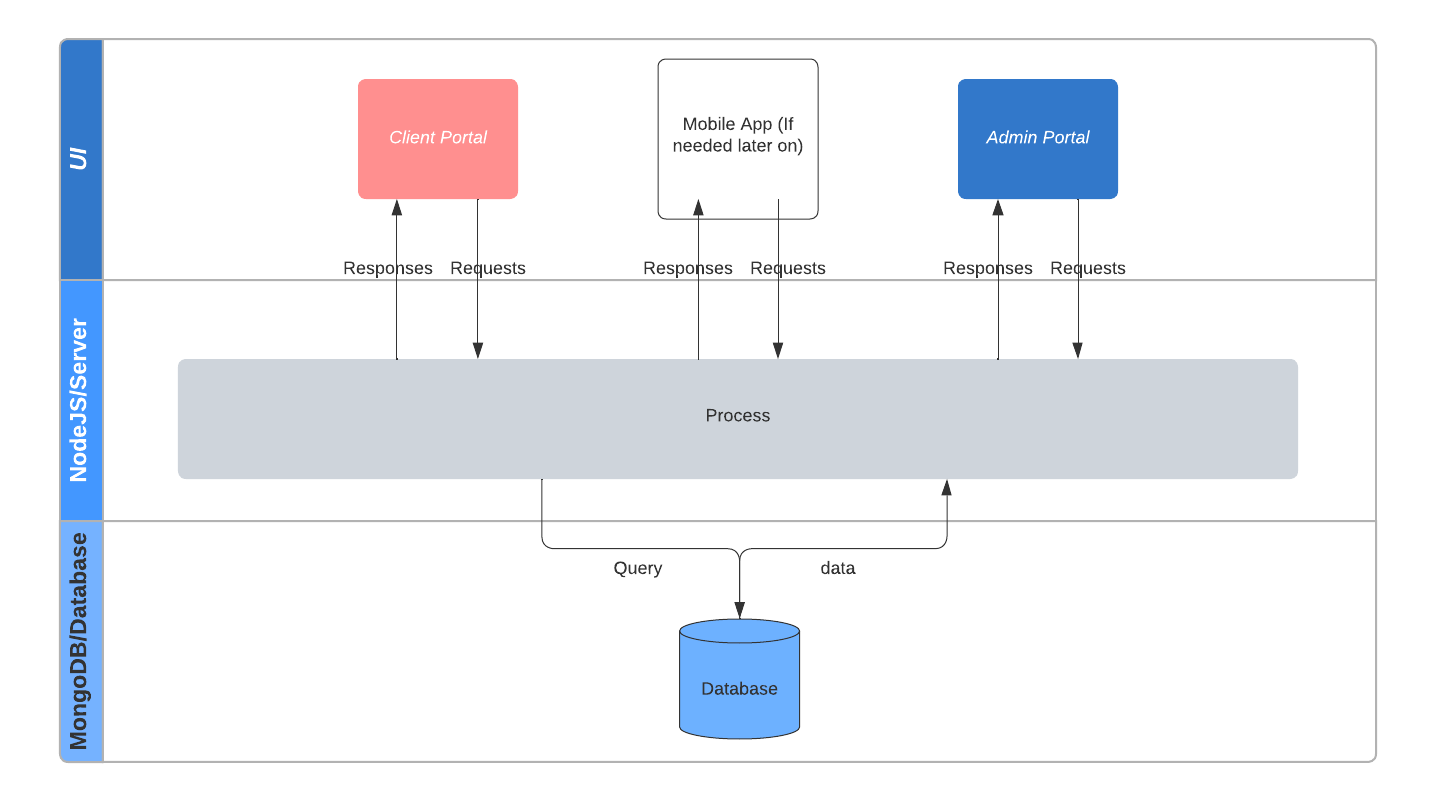 UI
Client Portal
Mobile App (If
needed later on)
Admin Portal
Responses
Requests
Responses
Requests
Responses
Requests
NodeJS/Server
Process
MongoDB/Database
Query
data
Database